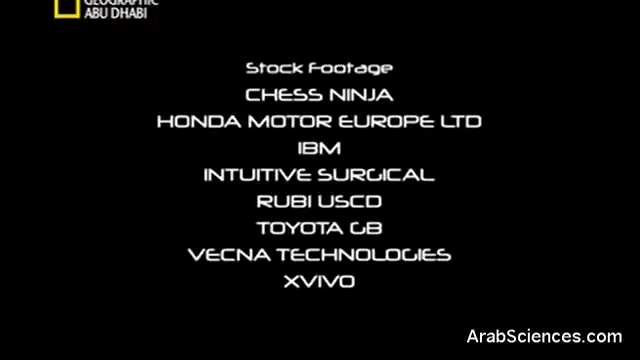 GEOGRAPHIC
ABU DHABI
Stock Footage
CHESS NINJA
HONDA MOTOR EUROPE LTD
IBM
INTUITIVE SURGICAL
RUBI USCD
TOYOTA GB
VECNA TECHNOLOGIES
XVIVO
ArabSciences.com